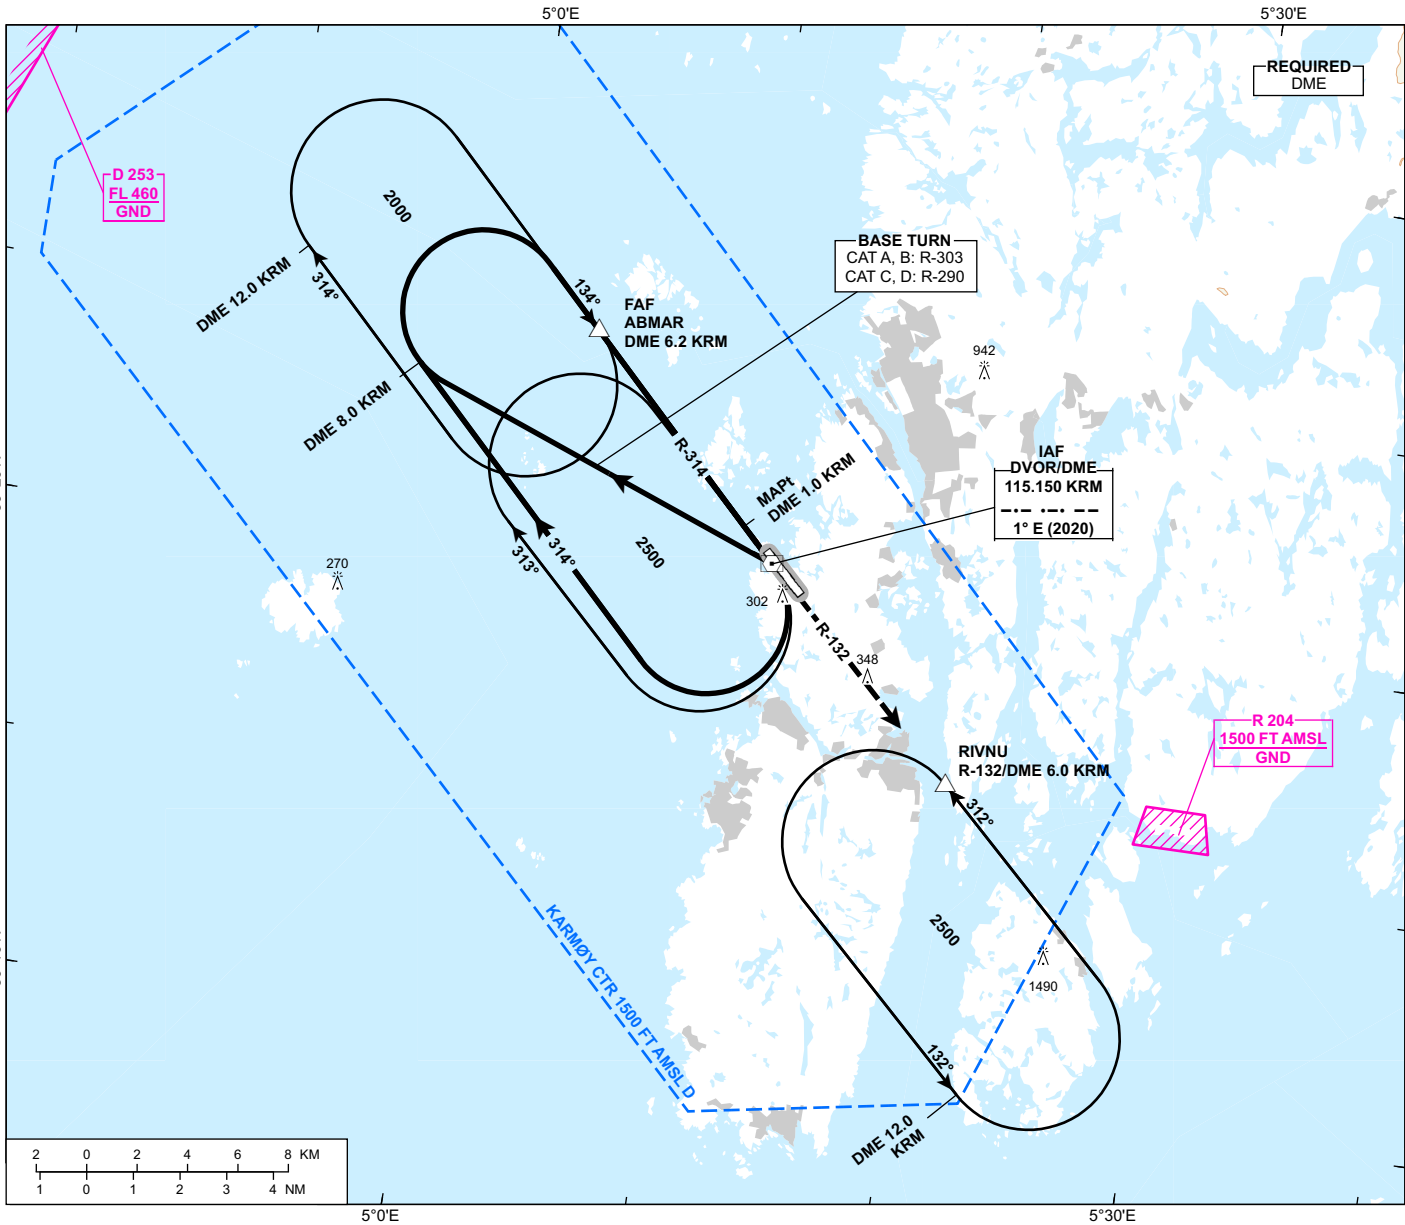 5°0'E
5°30'E
REQUIRED
DME
D 253
FL 460
GND
2000
BASE TURN
CAT A, B: R-303
CAT C, D: R-290
DME 12.0 KRM
314°
134°
FAF
ABMAR
DME 6.2 KRM
942
DME 8.0 KRM
R-314
MAPt
DME 1.0 KRM
IAF
DVOR/DME
115.150 KRM
1° E (2020)
314°
313°
2500
270
302
R-132
348
R 204
1500 FT AMSL
GND
RIVNU
R-132/DME 6.0 KRM
312°
2500
1490
KARMØY CTR 1500 FT AMSL D
132°
DME 12.0
KRM
2 0 2 4 6 8 KM
1 0 1 2 3 4 NM
5°0'E
5°30'E